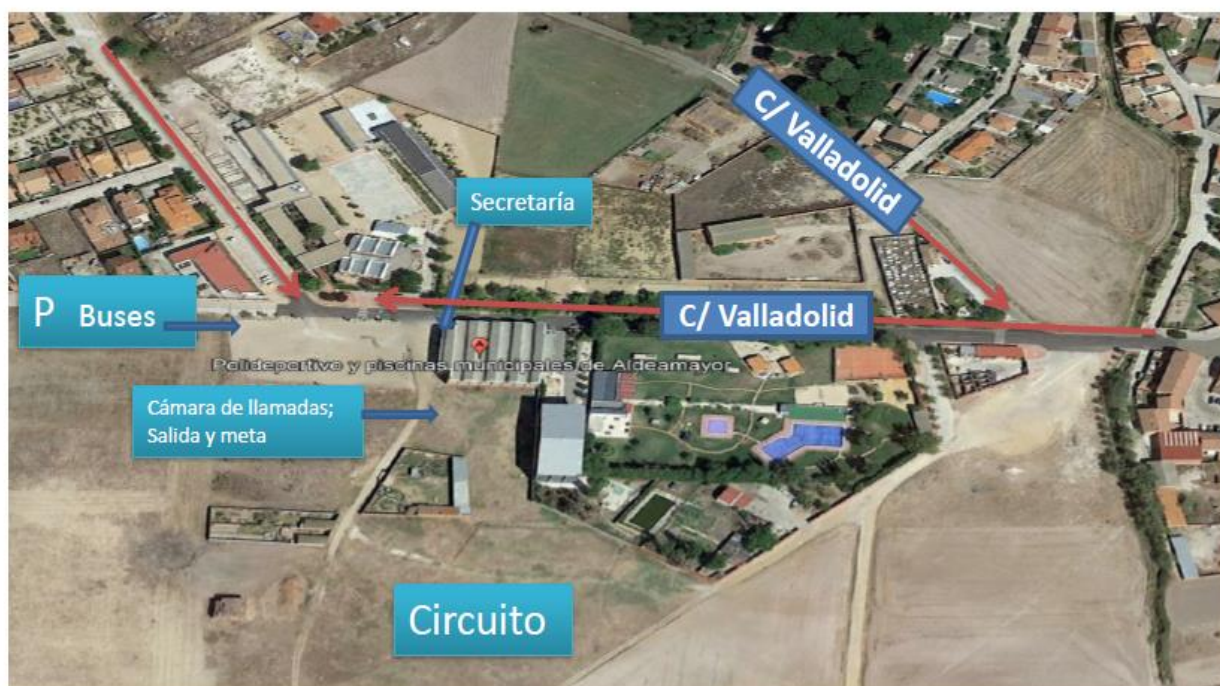 C/ Valladolid
Secretaría
P Buses
C/ Valladolid
Polideportivo y piscinas municipales de Aldeamayor
Cámara de llamadas;
Salida y meta
Circuito